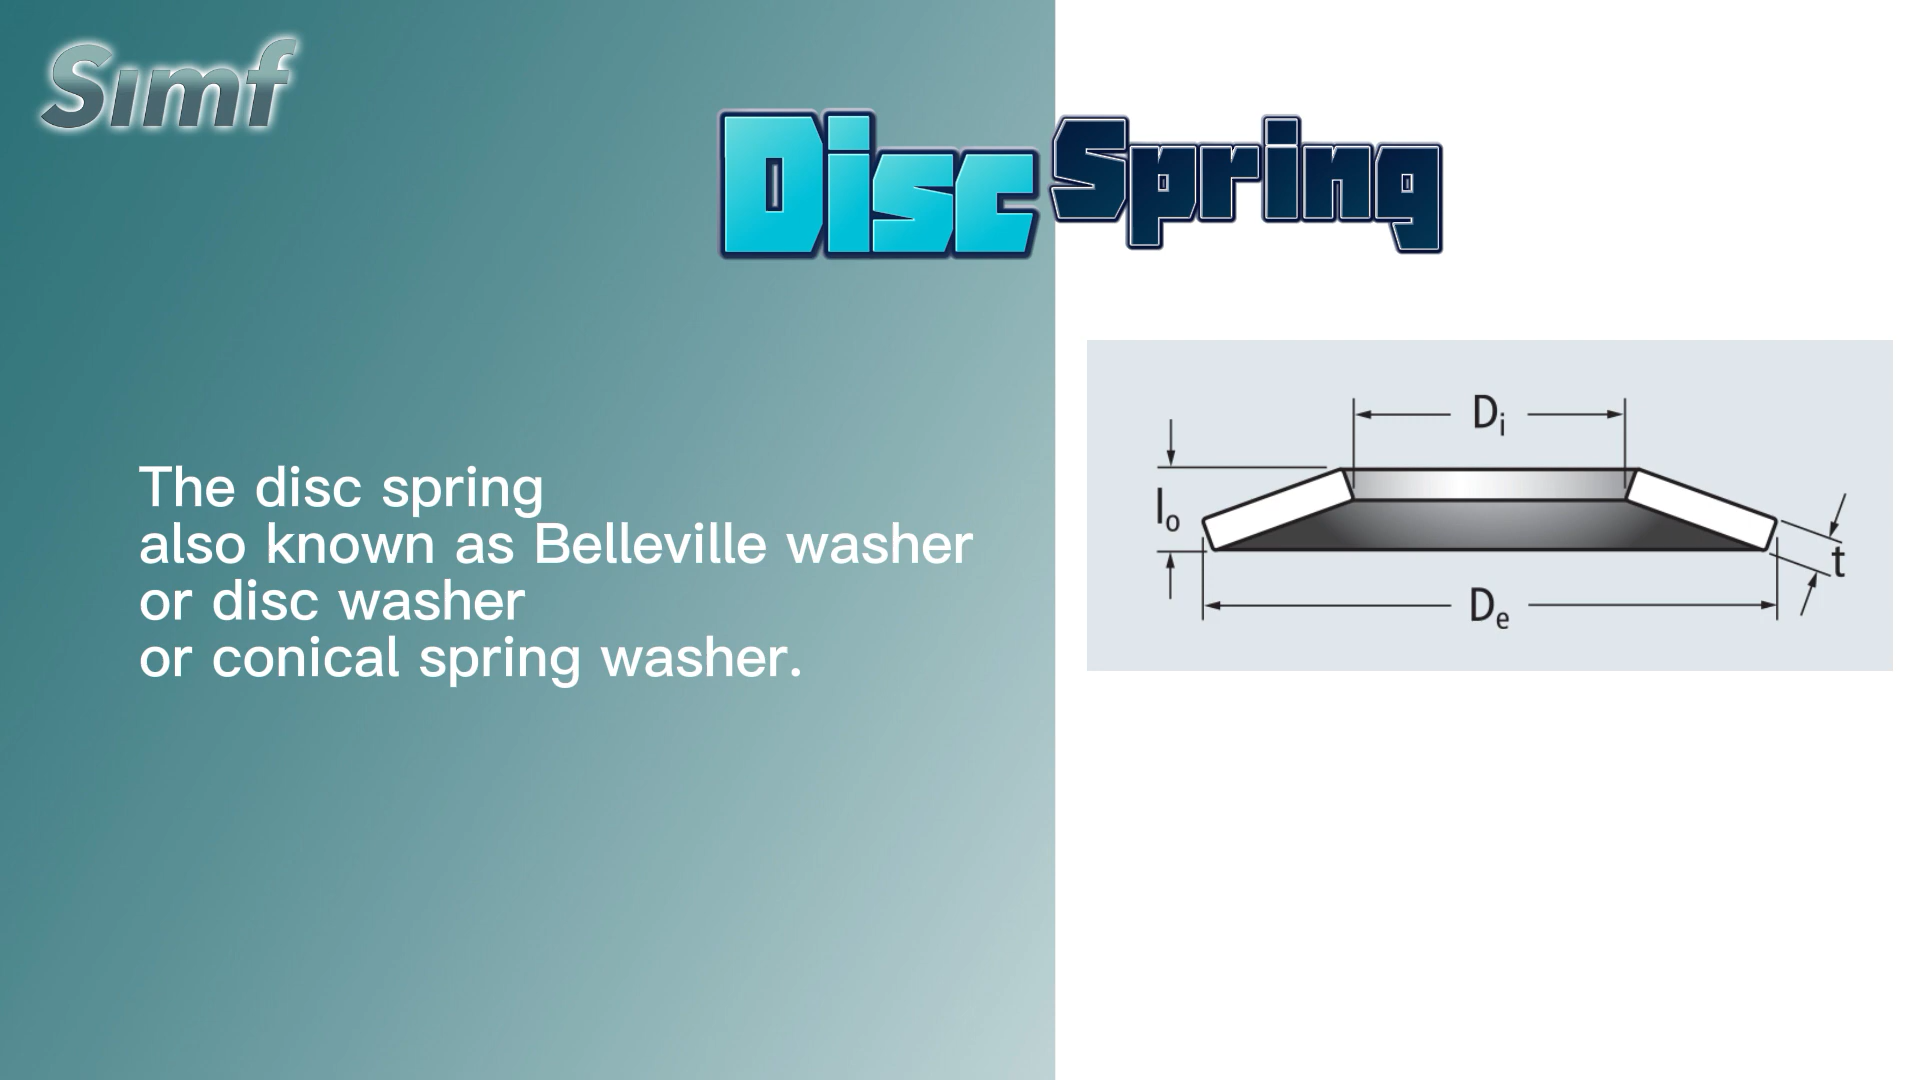 Simf
Disc Spring
The disc spring
also known as Belleville washer
or disc washer
or conical spring washer.
Di
lo
t
De